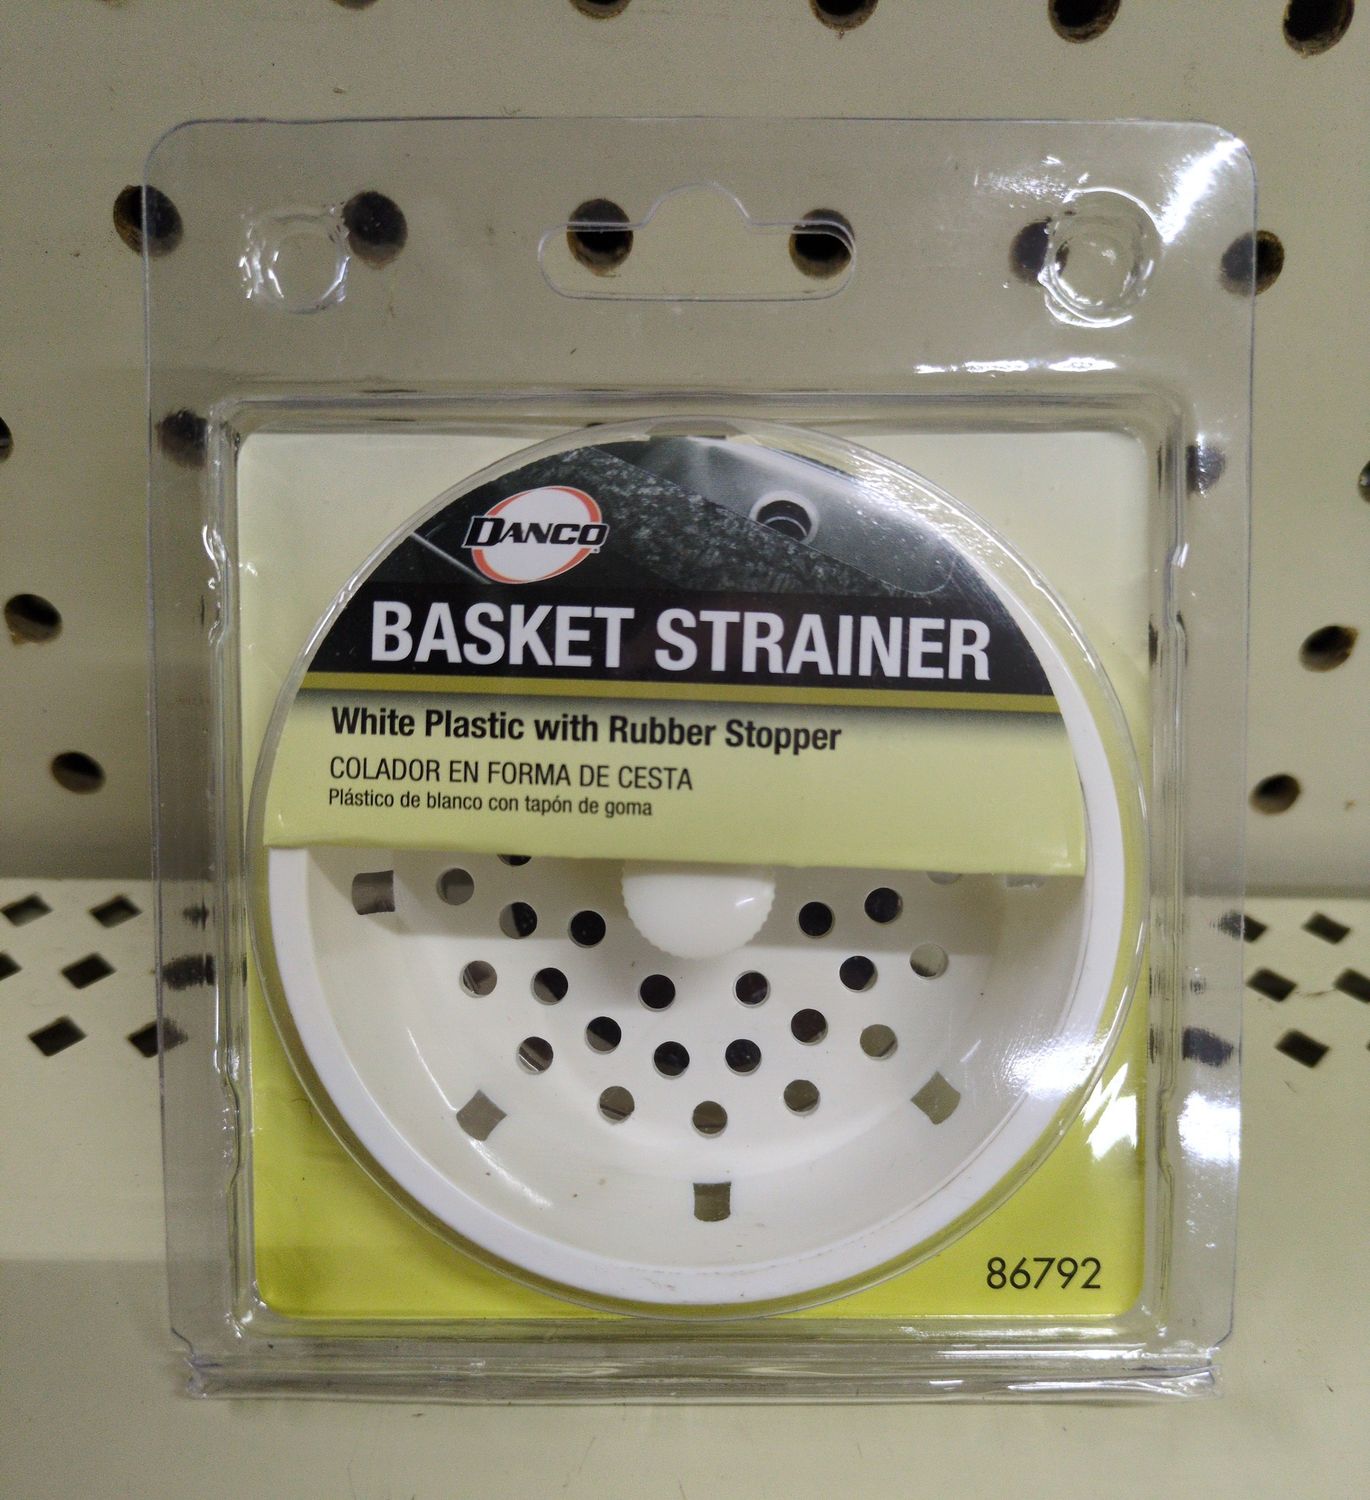 DANCO
BASKET STRAINER
White Plastic with Rubber Stopper
COLADOR EN FORMA DE CESTA
Plástico de blanco con tapón de goma
86792